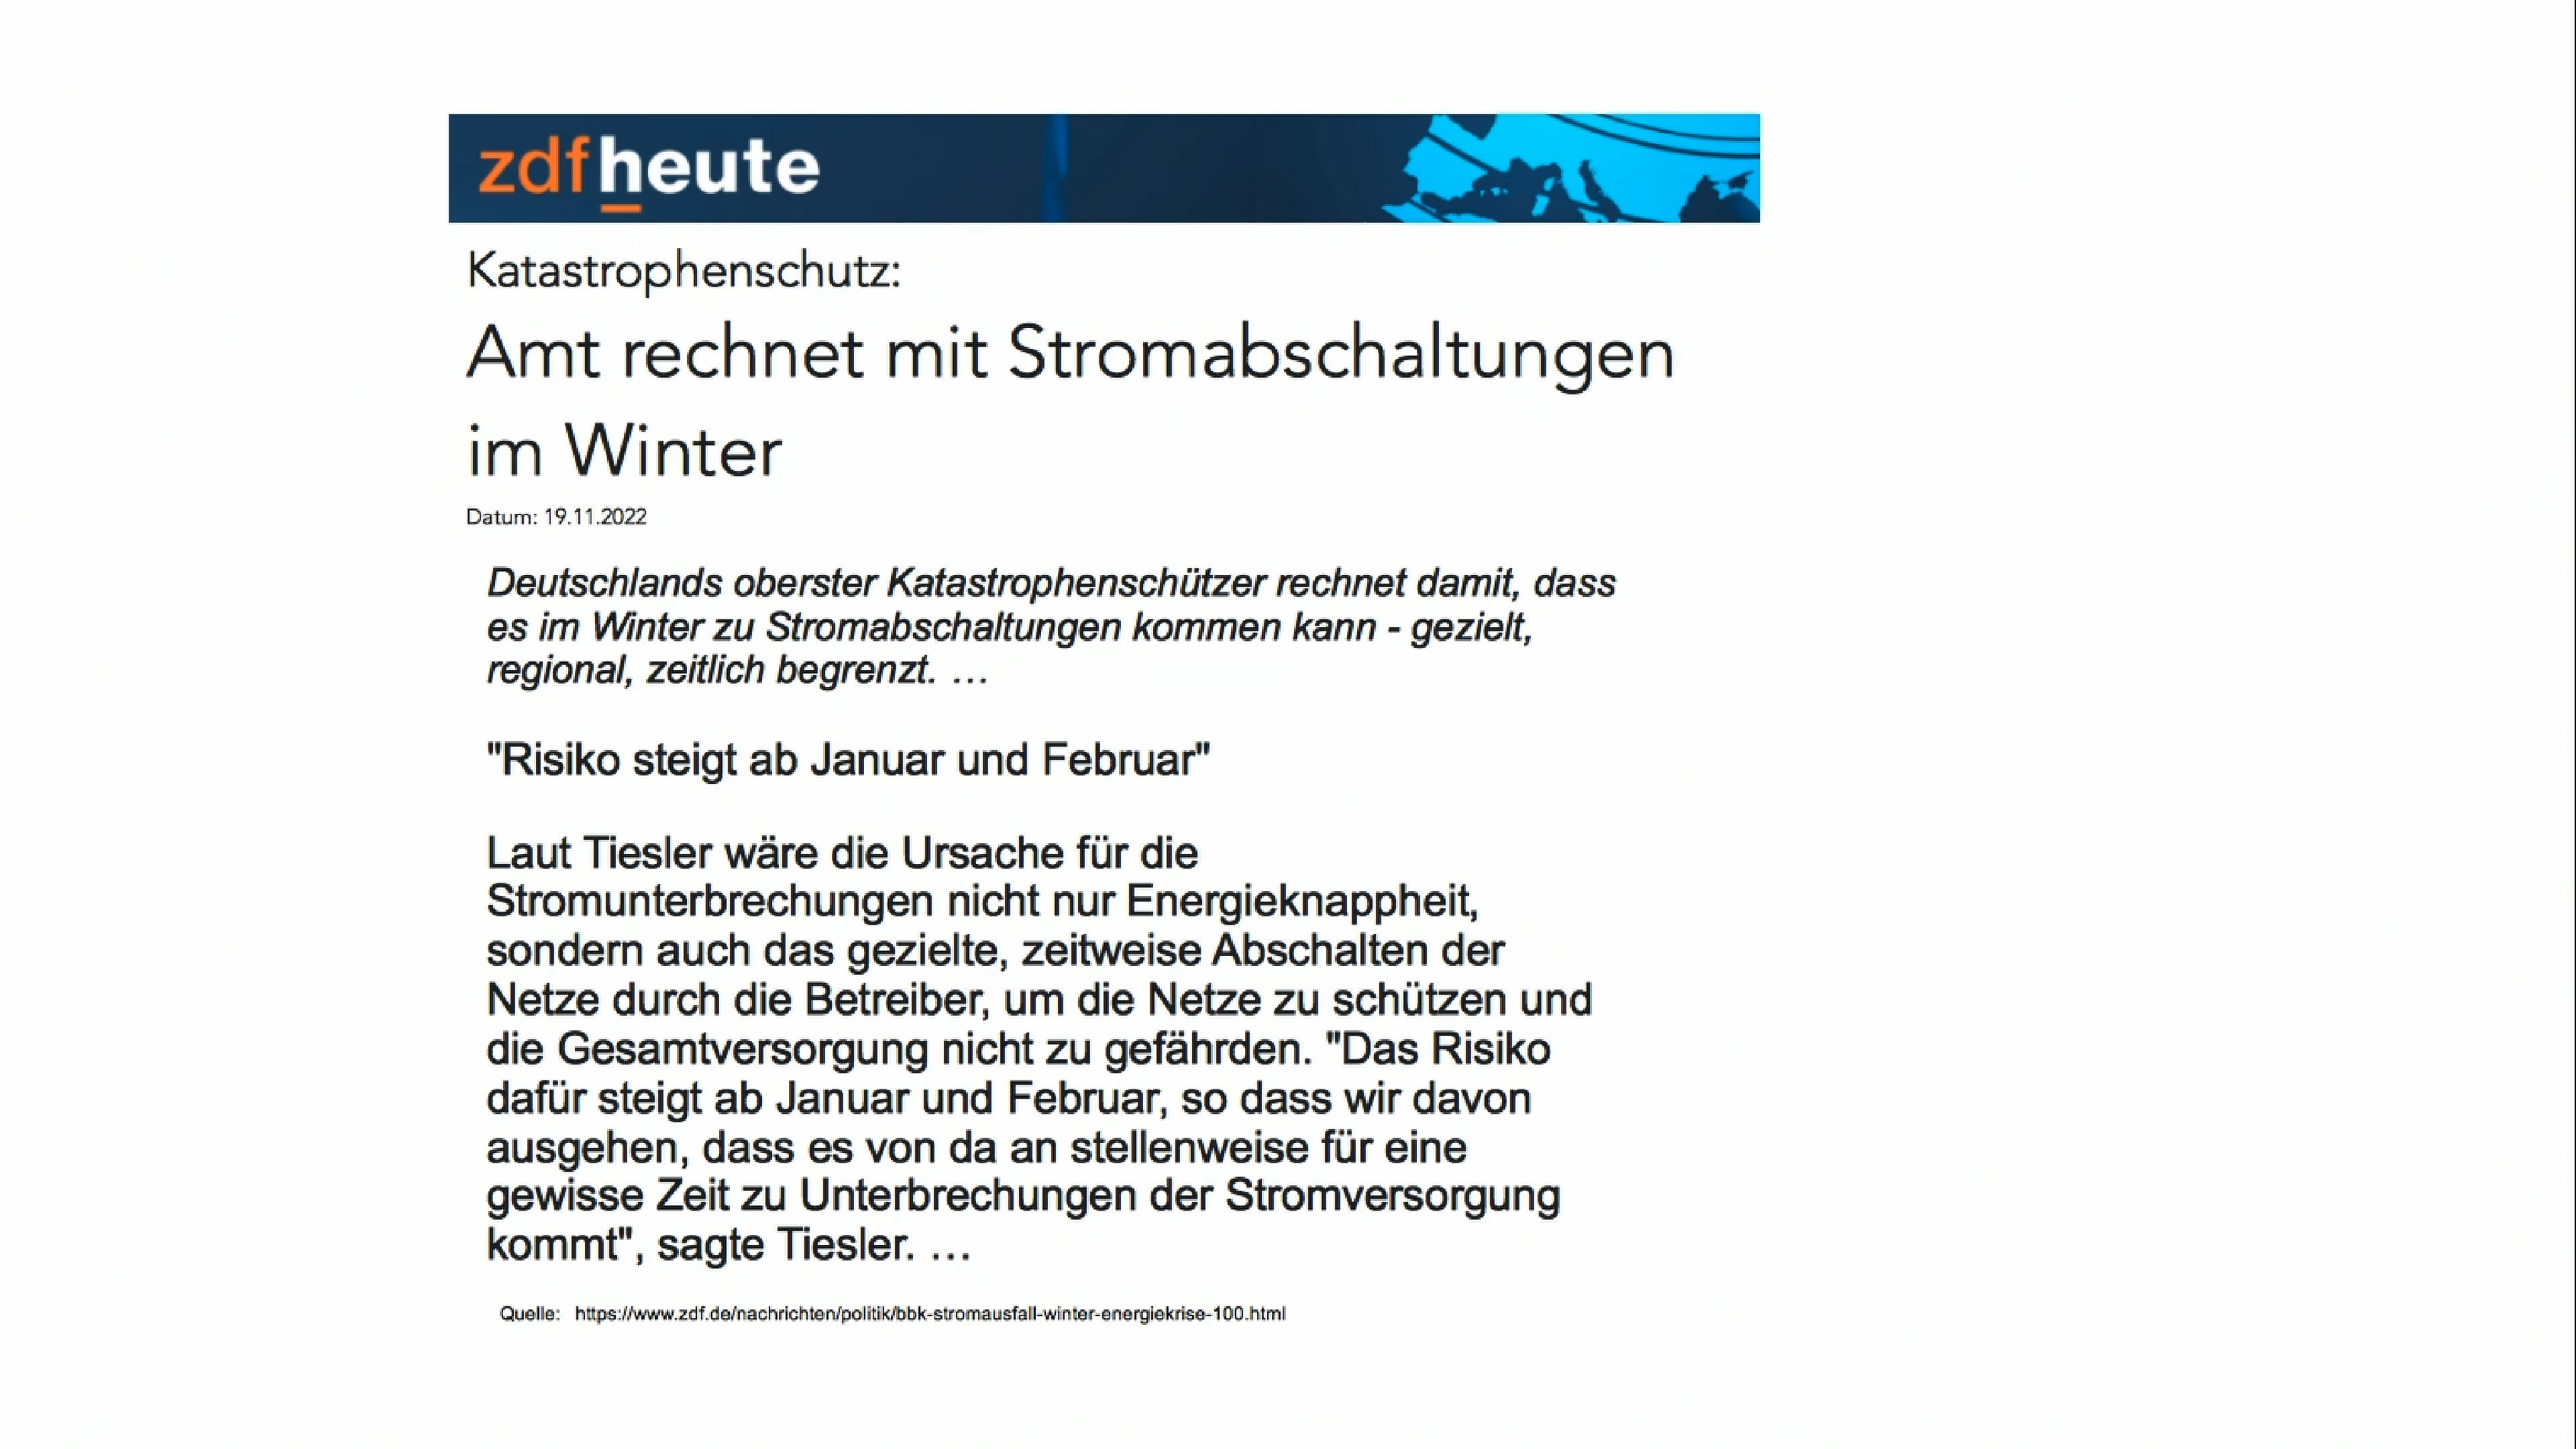 zdfheute
Katastrophenschutz:
Amt rechnet mit Stromabschaltungen
im Winter
Datum: 19.11.2022
Deutschlands oberster Katastrophenschützer rechnet damit, dass
es im Winter zu Stromabschaltungen kommen kann - gezielt,
regional, zeitlich begrenzt. …
"Risiko steigt ab Januar und Februar"
Laut Tiesler wäre die Ursache für die
Stromunterbrechungen nicht nur Energieknappheit,
sondern auch das gezielte, zeitweise Abschalten der
Netze durch die Betreiber, um die Netze zu schützen und
die Gesamtversorgung nicht zu gefährden. "Das Risiko
dafür steigt ab Januar und Februar, so dass wir davon
ausgehen, dass es von da an stellenweise für eine
gewisse Zeit zu Unterbrechungen der Stromversorgung
kommt", sagte Tiesler. …
Quelle: https://www.zdf.de/nachrichten/politik/bbk-stromausfall-winter-energiekrise-100.html